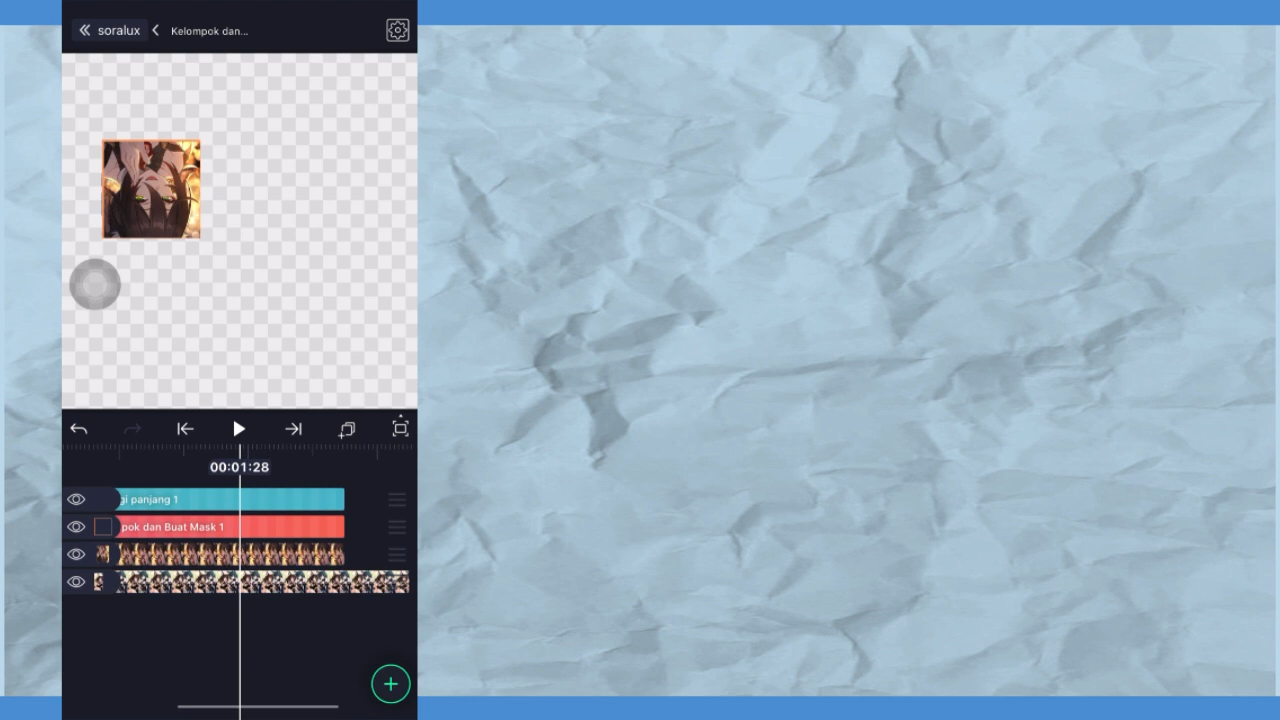 soralux
Kelompok dan...
00:01:28
gi panjang 1
pok dan Buat Mask 1